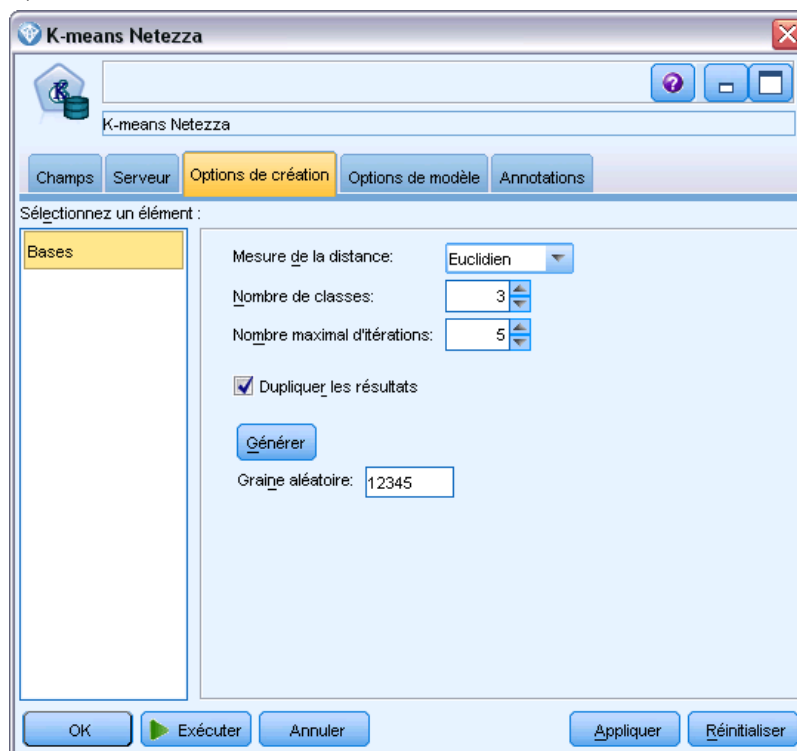 K-means Netezza
K-means Netezza
Champs Serveur Options de création Options de modèle Annotations
Sélectionnez un élément :
Bases
Mesure de la distance: Euclidien
Nombre de classes: 3
Nombre maximal d'itérations: 5
Dupliquer les résultats
Générer
Graine aléatoire: 12345
OK Exécuter Annuler Appliquer Réinitialiser